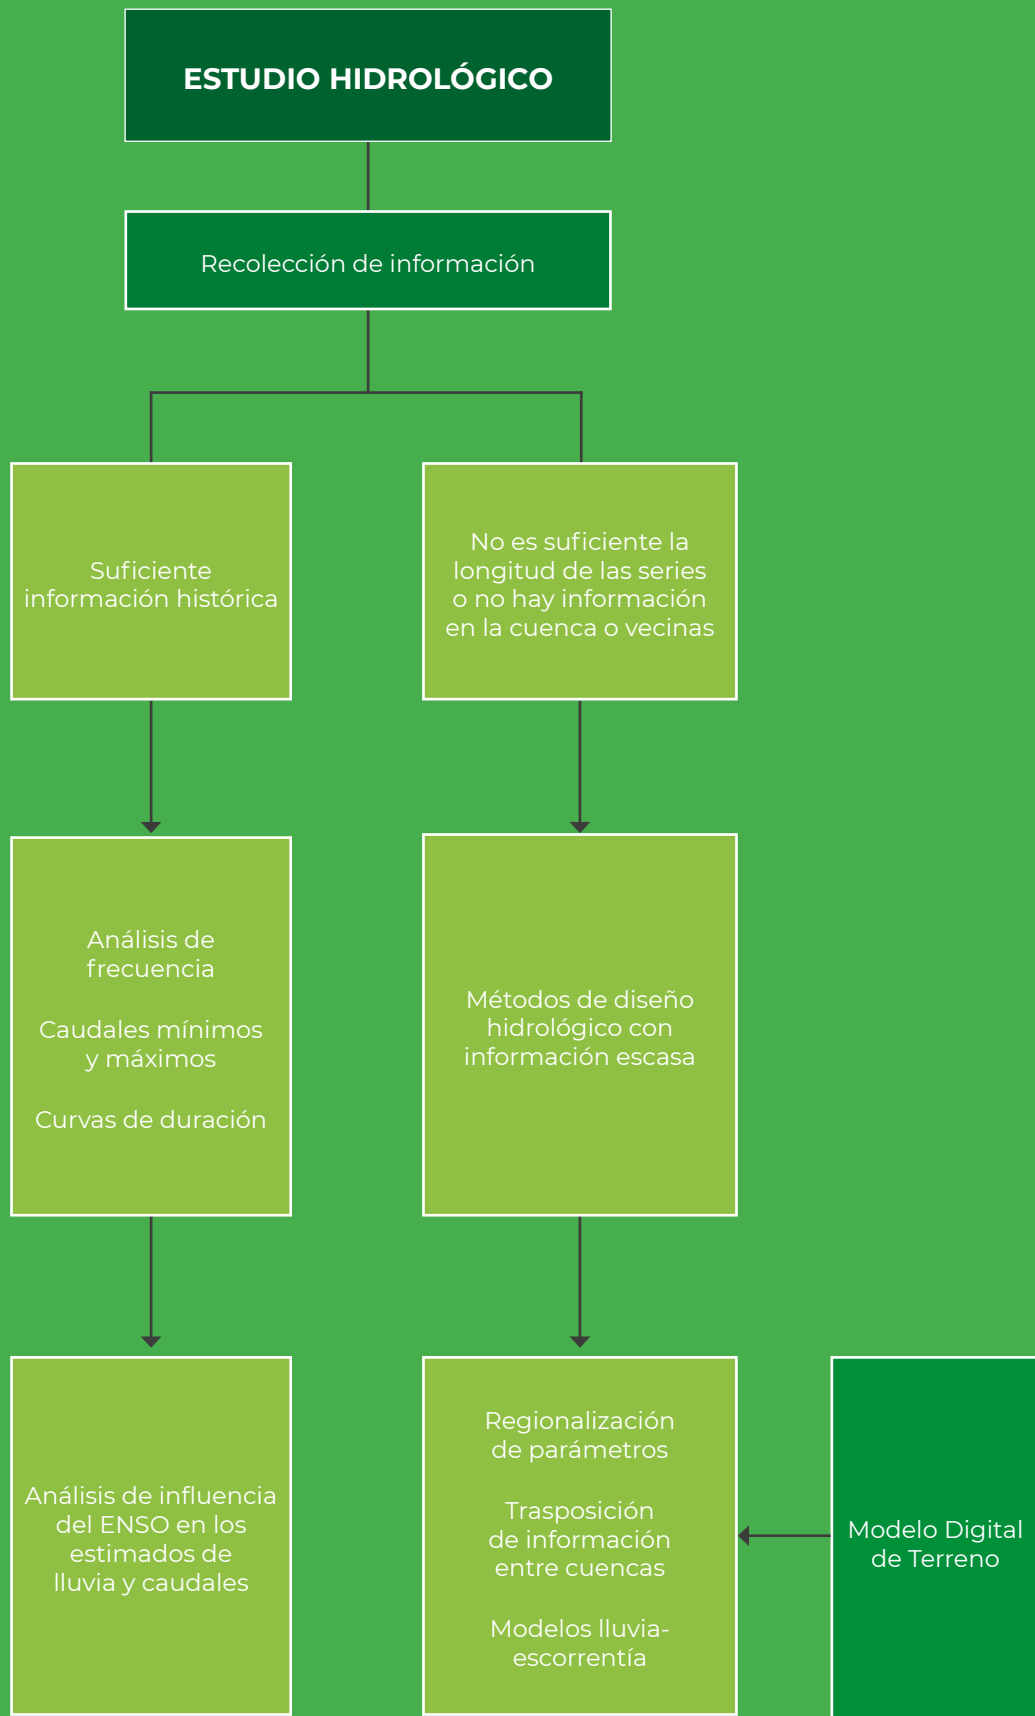 ESTUDIO HIDROLÓGICO
Recolección de información
Suficiente
información histórica
No es suficiente la
longitud de las series
o no hay información
en la cuenca o vecinas
Análisis de
frecuencia
Caudales mínimos
y máximos
Curvas de duración
Métodos de diseño
hidrológico con
información escasa
Análisis de influencia
del ENSO en los
estimados de
lluvia y caudales
Regionalización
de parámetros
Trasposición
de información
entre cuencas
Modelos lluvia-
escorrentía
Modelo Digital
de Terreno